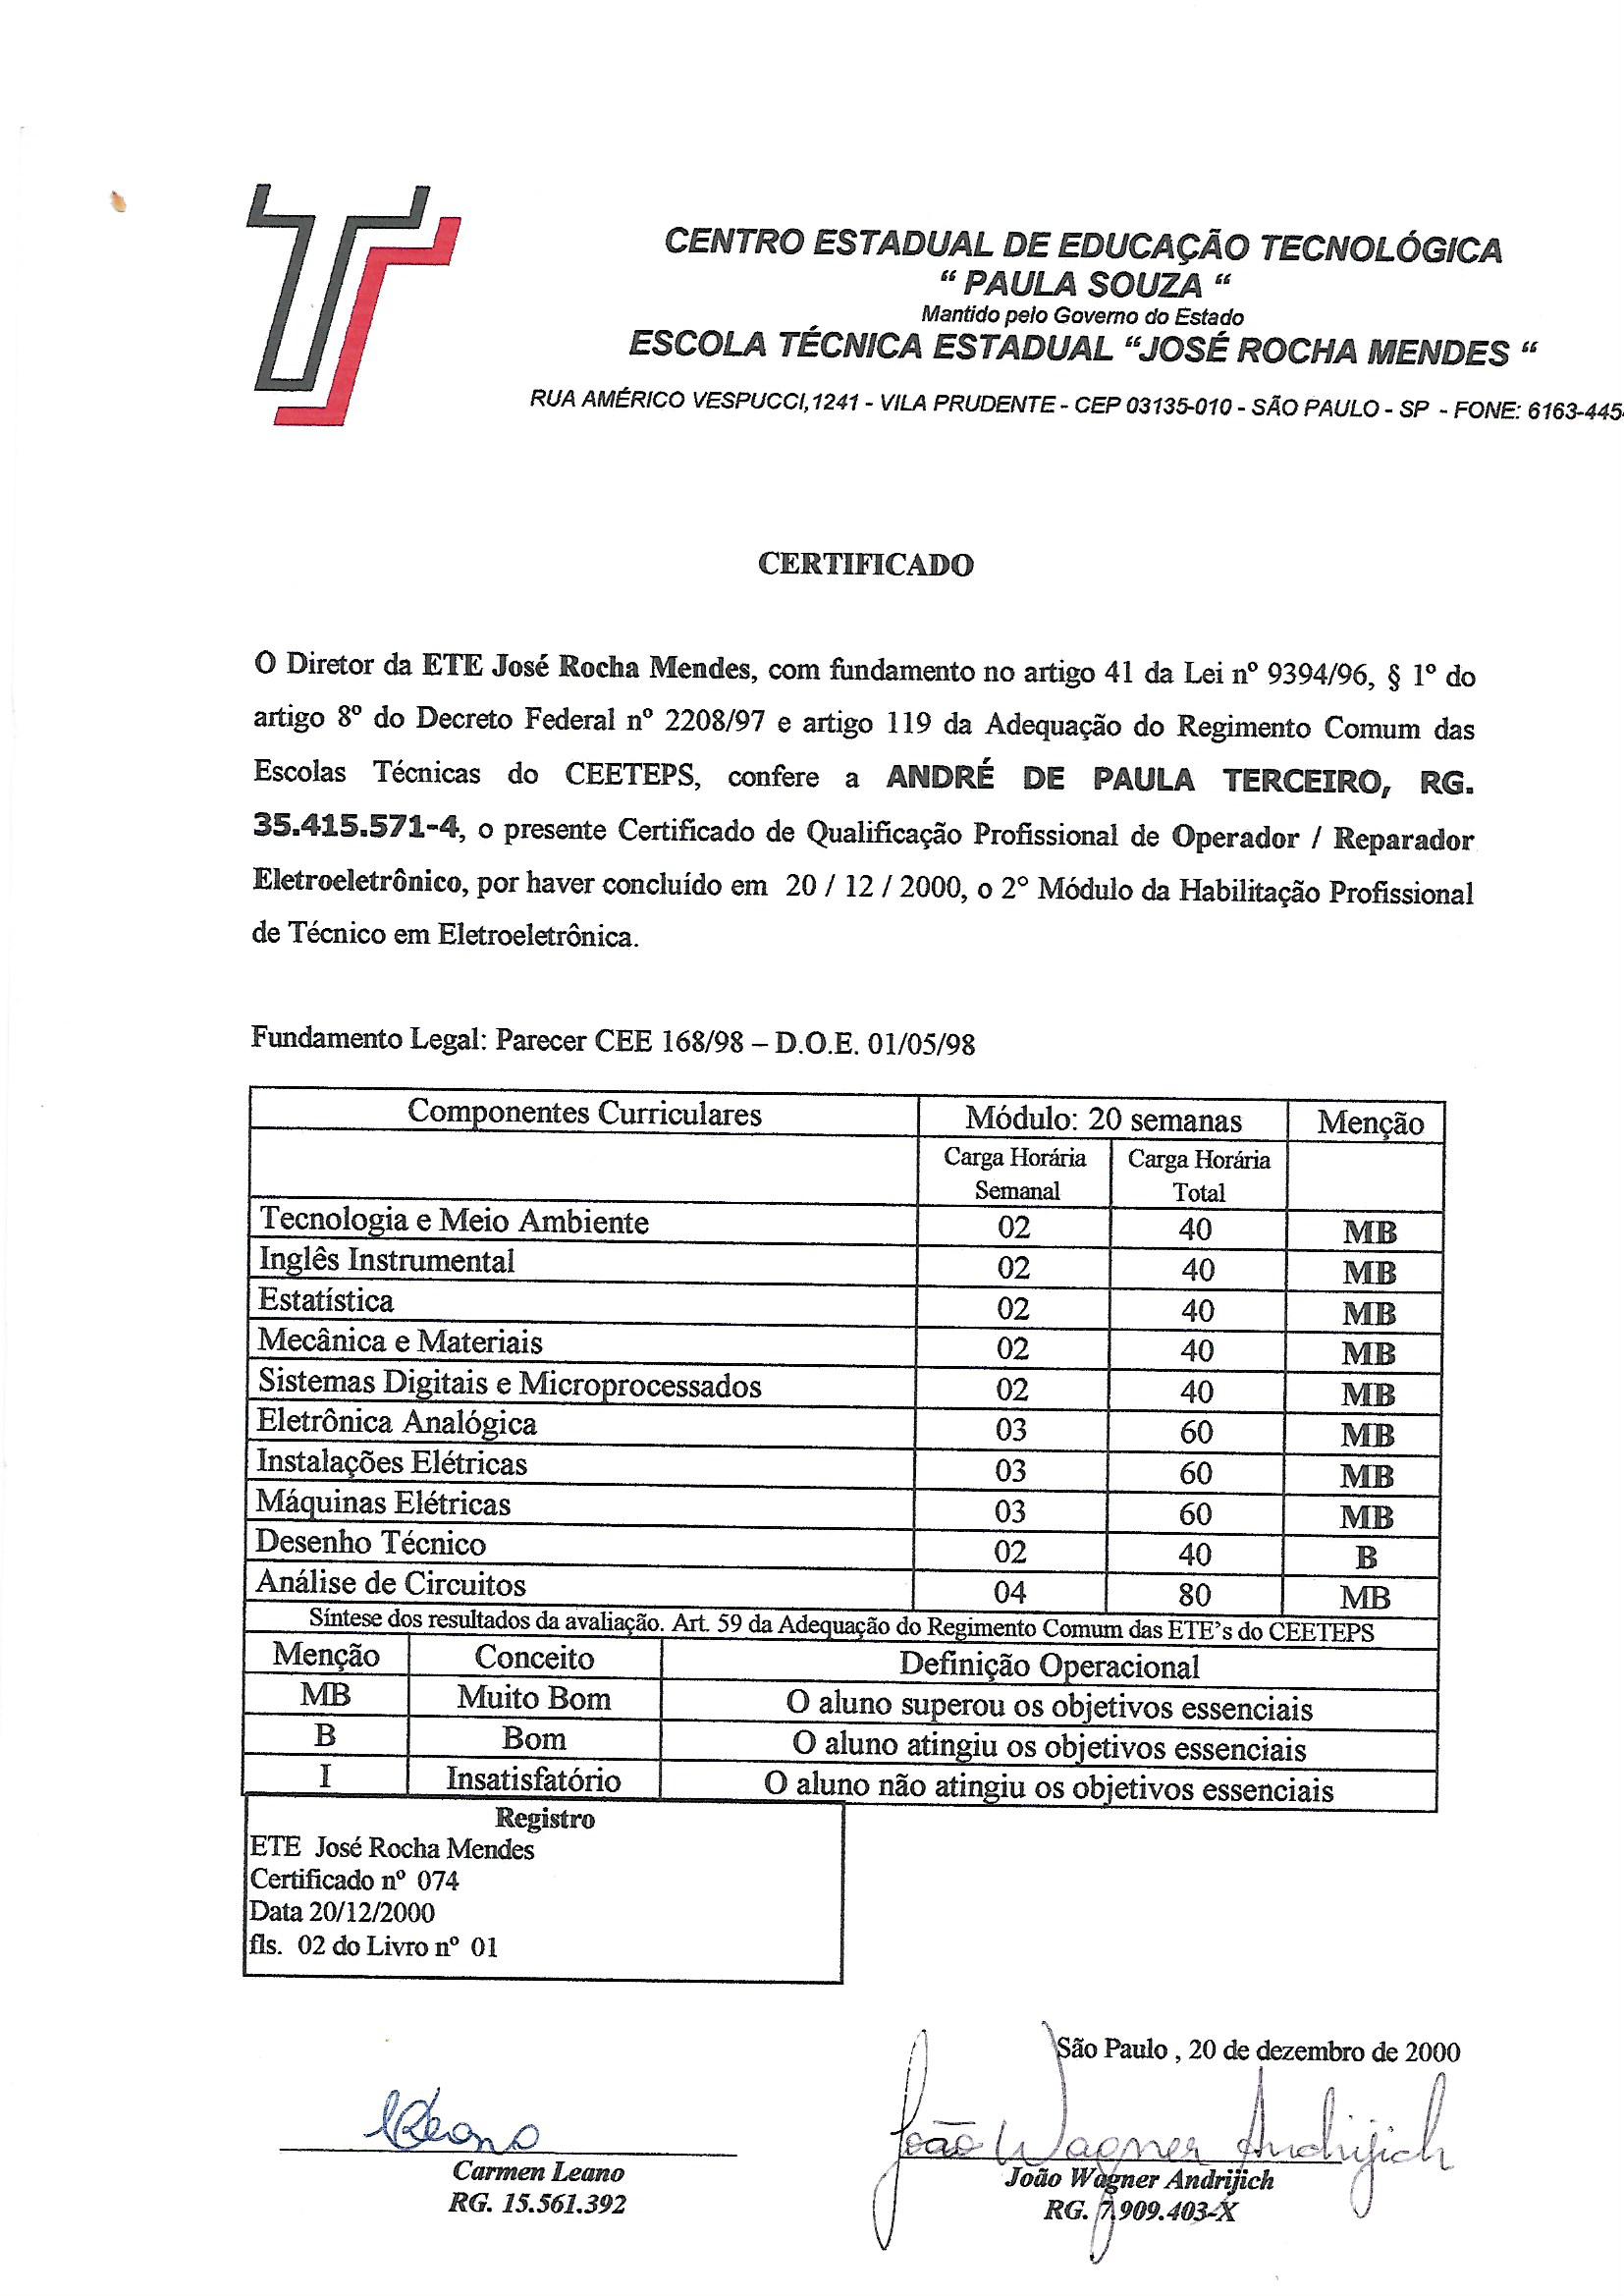 CENTRO ESTADUAL DE EDUCAÇÃO TECNOLÓGICA
“ PAULA SOUZA “
Mantido pelo Governo do Estado
ESCOLA TÉCNICA ESTADUAL “JOSÉ ROCHA MENDES “
RUA AMÉRICO VESPUCCI,1241 - VILA PRUDENTE - CEP 03135-010 - SÃO PAULO - SP - FONE: 6163-445
CERTIFICADO
O Diretor da ETE José Rocha Mendes, com fundamento no artigo 41 da Lei nº 9394/96, § 1º do
artigo 8º do Decreto Federal nº 2208/97 e artigo 119 da Adequação do Regimento Comum das
Escolas Técnicas do CEETEPS, confere a ANDRÉ DE PAULA TERCEIRO, RG.
35.415.571-4, o presente Certificado de Qualificação Profissional de Operador / Reparador
Eletroeletrônico, por haver concluído em 20 / 12 / 2000, o 2° Módulo da Habilitação Profissional
de Técnico em Eletroeletrônica.
Fundamento Legal: Parecer CEE 168/98 – D.O.E. 01/05/98
Componentes Curriculares Módulo: 20 semanas Menção
Carga Horária Carga Horária
Semanal Total
Tecnologia e Meio Ambiente 02 40 MB
Inglês Instrumental 02 40 MB
Estatística 02 40 MB
Mecânica e Materiais 02 40 MB
Sistemas Digitais e Microprocessados 02 40 MB
Eletrônica Analógica 03 60 MB
Instalações Elétricas 03 60 MB
Máquinas Elétricas 03 60 MB
Desenho Técnico 02 40 B
Análise de Circuitos 04 80 MB
Síntese dos resultados da avaliação. Art. 59 da Adequação do Regimento Comum das ETE’s do CEETEPS
Menção Conceito Definição Operacional
MB Muito Bom O aluno superou os objetivos essenciais
B Bom O aluno atingiu os objetivos essenciais
I Insatisfatório O aluno não atingiu os objetivos essenciais
Registro
ETE José Rocha Mendes
Certificado nº 074
Data 20/12/2000
fls. 02 do Livro nº 01
São Paulo , 20 de dezembro de 2000
João Wagner Andrijich
Carmen Leano João Wagner Andrijich
RG. 15.561.392 RG. 7.909.403-X